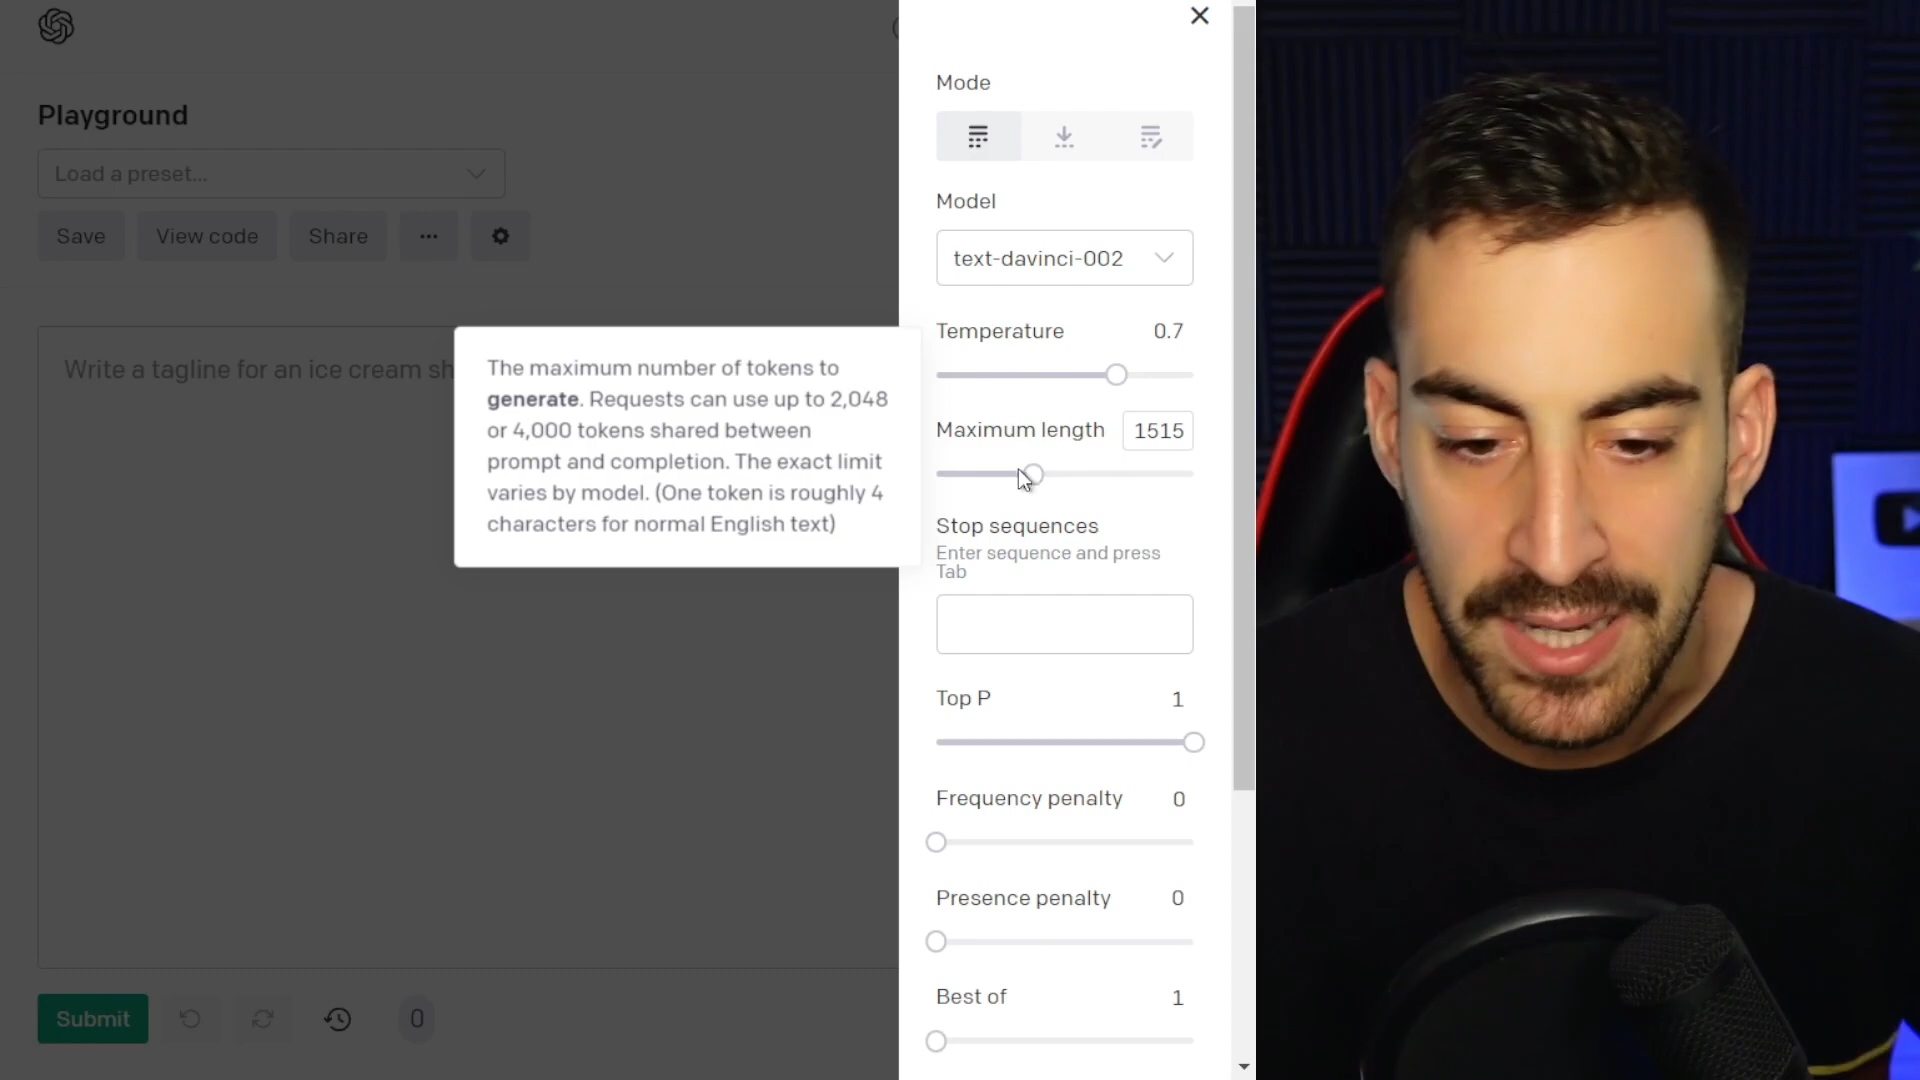 Playground
Load a preset...
Save
View code
Share
Write a tagline for an ice cream sh
The maximum number of tokens to
generate. Requests can use up to 2,048
or 4,000 tokens shared between
prompt and completion. The exact limit
varies by model. (One token is roughly 4
characters for normal English text)
Submit
0
Mode
Model
text-davinci-002
Temperature 0.7
Maximum length 1515
Stop sequences
Enter sequence and press
Tab
Top P 1
Frequency penalty 0
Presence penalty 0
Best of 1